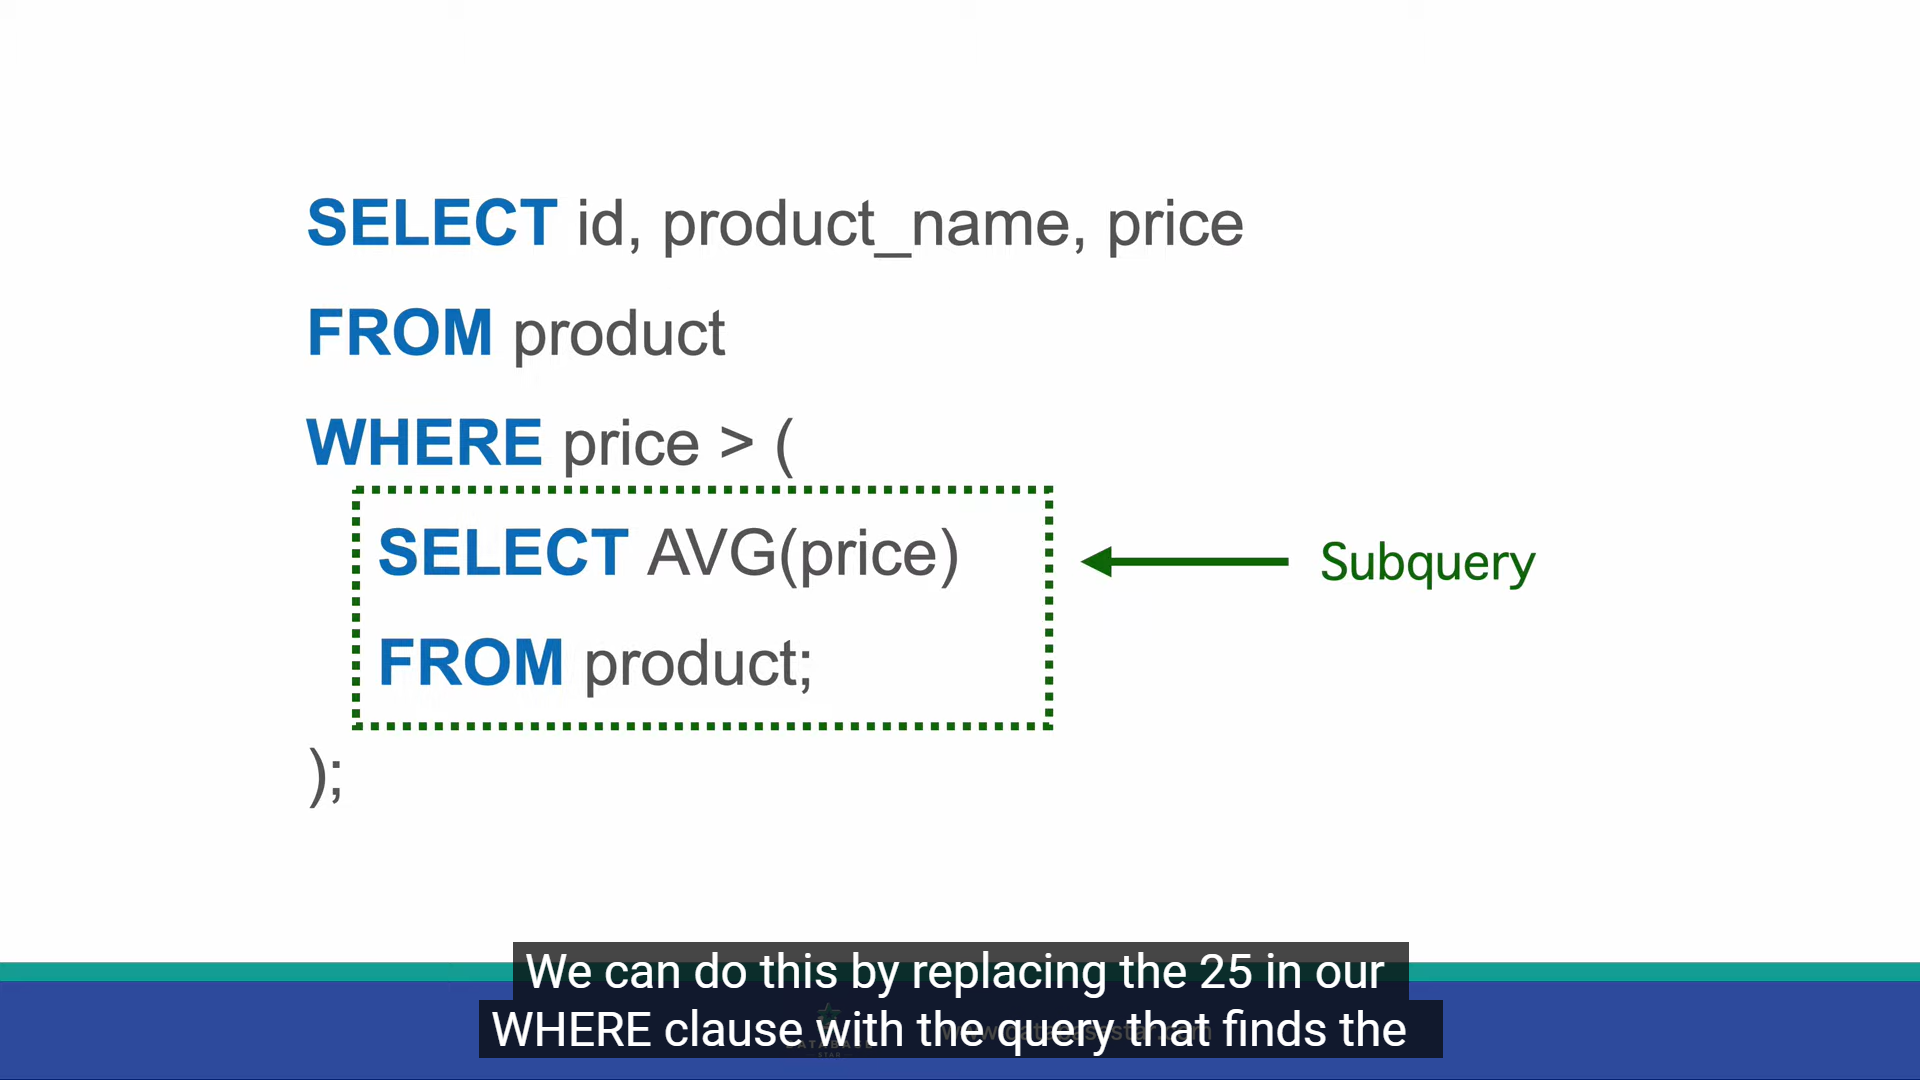 SELECT id, product_name, price
FROM product
WHERE price > (
SELECT AVG(price)
FROM product;
);
Subquery
We can do this by replacing the 25 in our
WHERE clause with the query that finds the